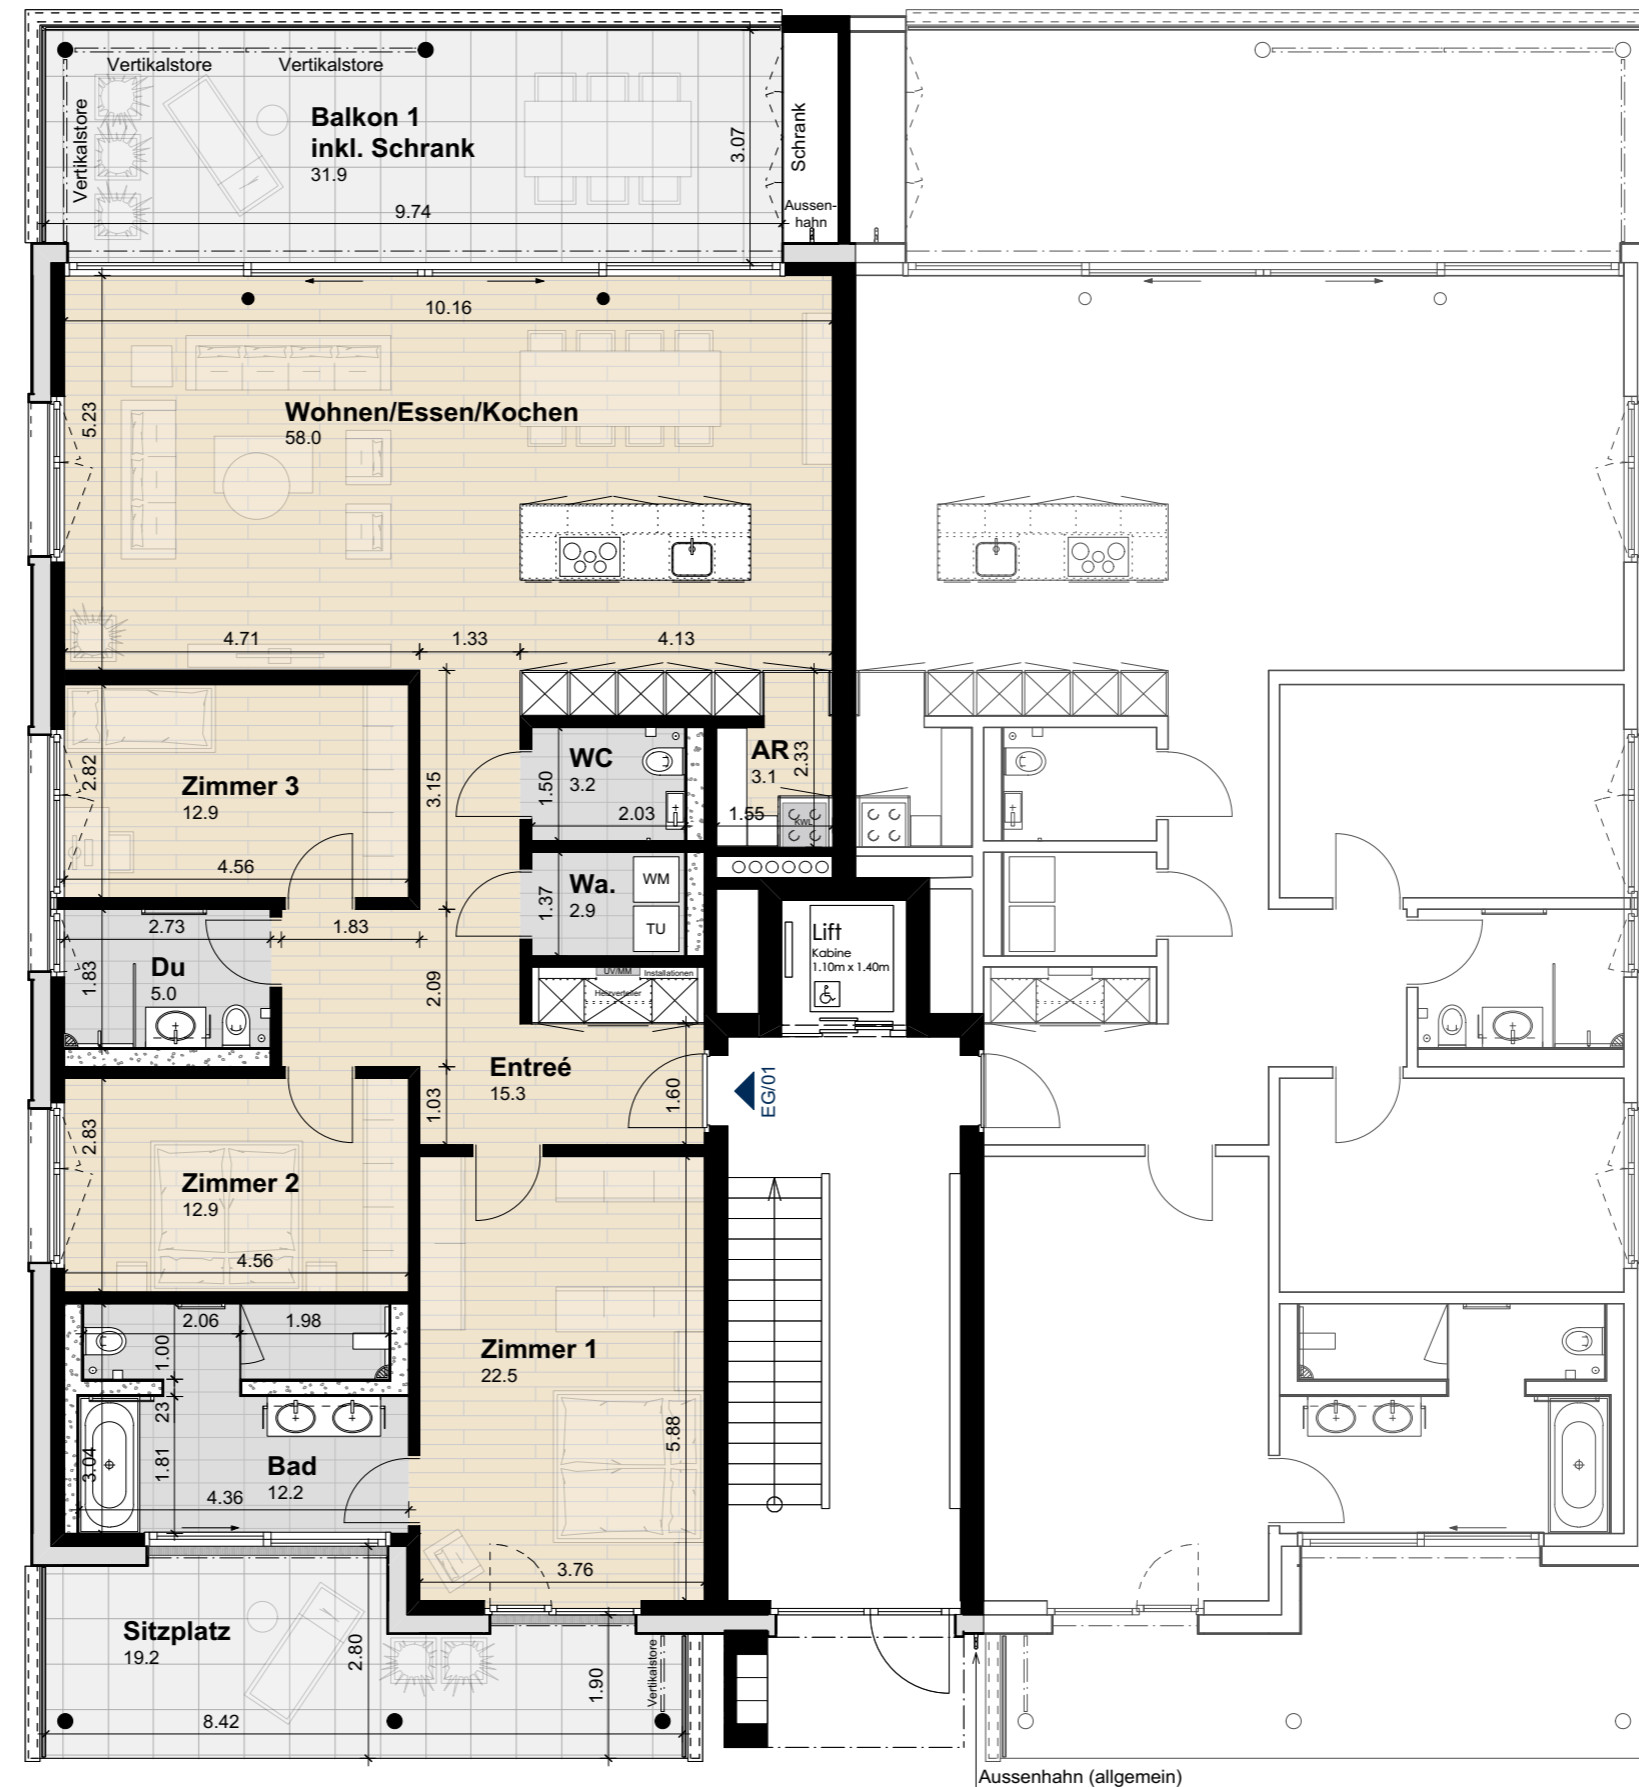 Vertikalstore
Vertikalstore
Vertikalstore
Balkon 1
inkl. Schrank
31.9
3.07
Schrank
9.74
Aussen-
hahn
10.16
5.23
Wohnen/Essen/Kochen
58.0
4.71
1.33
4.13
Zimmer 3
12.9
2.82
4.56
3.15
WC
3.2
1.50
2.03
AR
3.1
2.33
1.55
KWL
Wa.
2.9
1.37
WM
TU
2.73
1.83
Du
5.0
1.83
2.09
UV/MM
Installationen
Heizverteiler
Lift
Kabine
1.10m x 1.40m
Entreé
15.3
1.03
1.60
EG/01
Zimmer 2
12.9
2.83
4.56
2.06
1.98
1.00
23
1.81
3.04
Bad
12.2
4.36
Zimmer 1
22.5
5.88
3.76
Sitzplatz
19.2
2.80
1.90
Vertikalstore
8.42
Aussenhahn (allgemein)